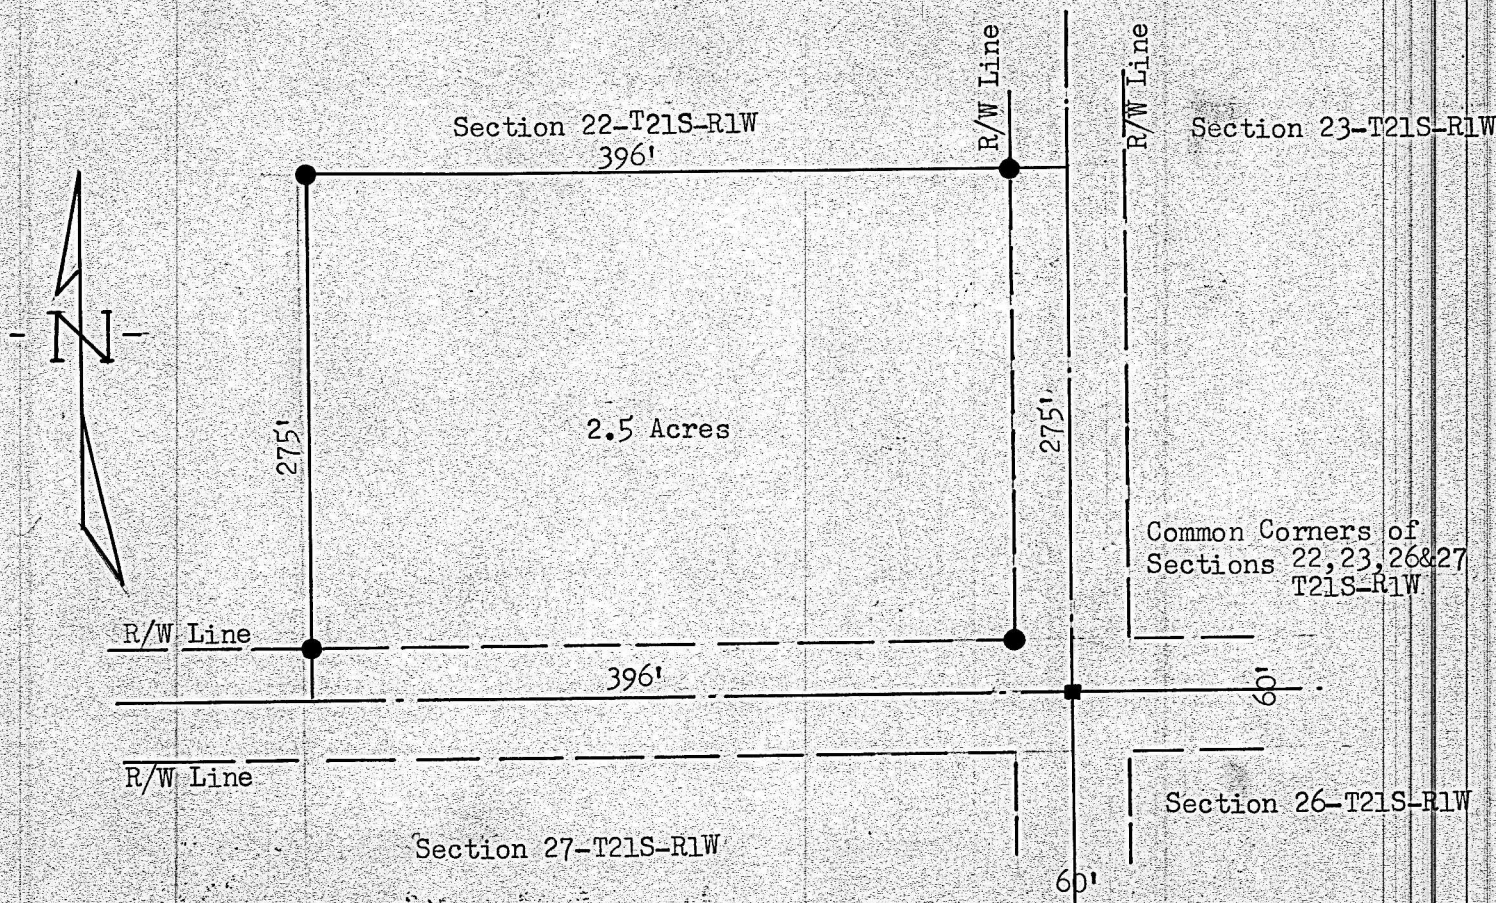 R/W Line
R/W Line
Section 22-T21S-R1W
Section 23-T21S-R1W
396'
N
275'
2.5 Acres
275'
Common Corners of
Sections 22,23,26&27
T21S-R1W
R/W Line
396'
60'
R/W Line
Section 26-T21S-R1W
Section 27-T21S-R1W
60'